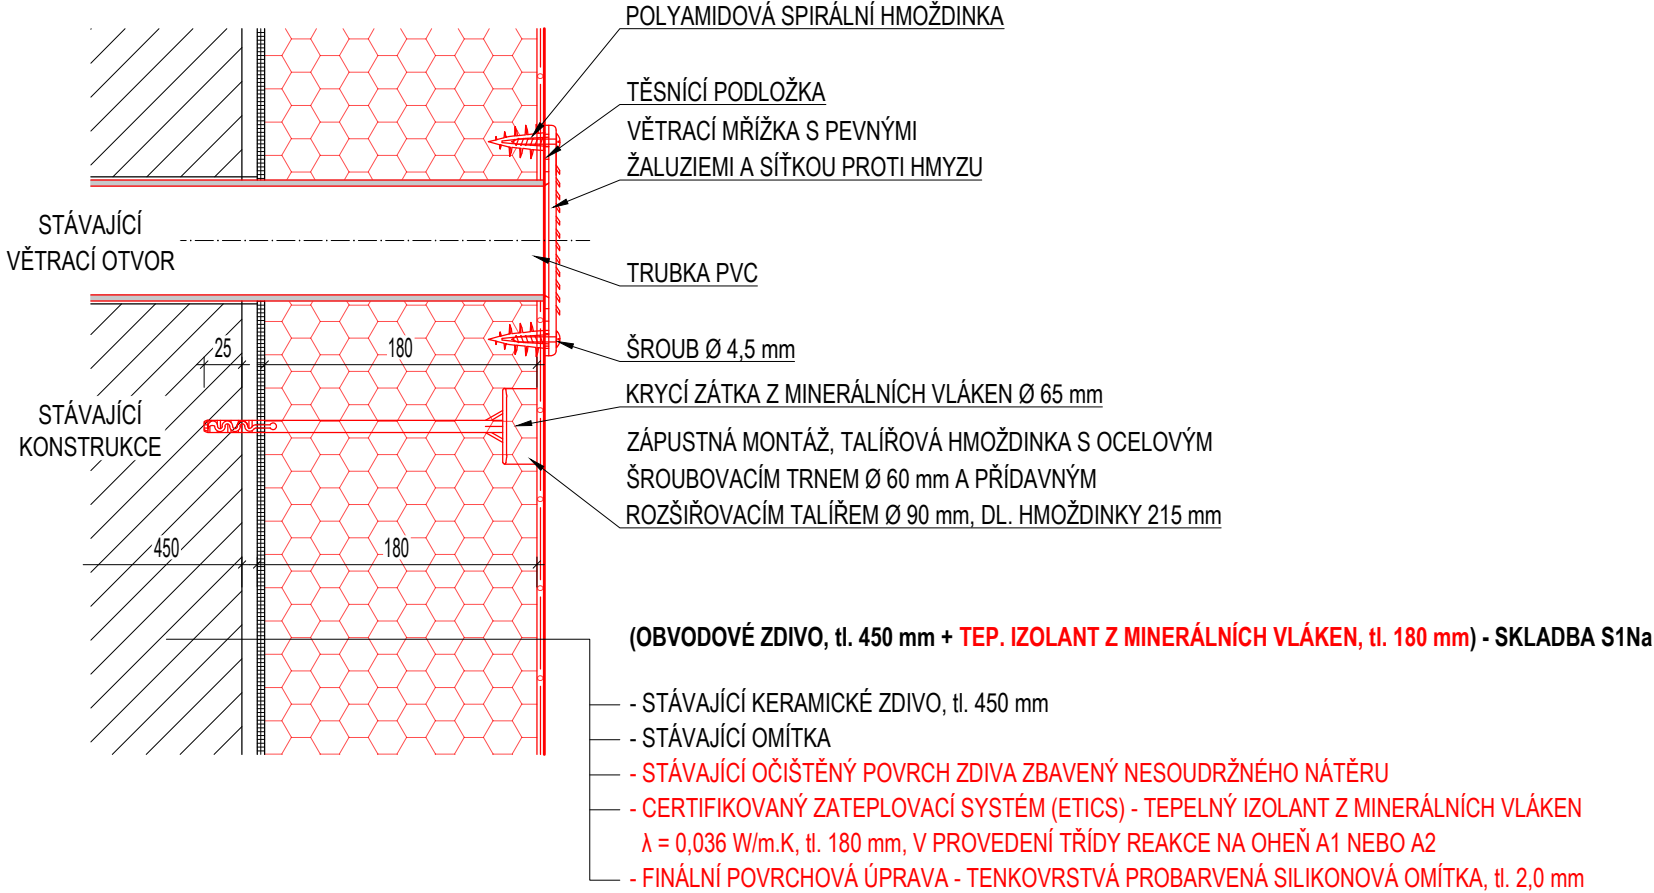 POLYAMIDOVÁ SPIRÁLNÍ HMOŽDINKA
TĚSNÍCÍ PODLOŽKA
VĚTRACÍ MŘÍŽKA S PEVNÝMI
ŽALUZIEMI A SÍŤKOU PROTI HMYZU
STÁVAJÍCÍ
VĚTRACÍ OTVOR
TRUBKA PVC
25
180
ŠROUB Ø 4,5 mm
KRYCÍ ZÁTKA Z MINERÁLNÍCH VLÁKEN Ø 65 mm
STÁVAJÍCÍ
KONSTRUKCE
ZÁPUSTNÁ MONTÁŽ, TALÍŘOVÁ HMOŽDINKA S OCELOVÝM
ŠROUBOVACÍM TRNEM Ø 60 mm A PŘÍDAVNÝM
ROZŠIŘOVACÍM TALÍŘEM Ø 90 mm, DL. HMOŽDINKY 215 mm
450
180
(OBVODOVÉ ZDIVO, tl. 450 mm + TEP. IZOLANT Z MINERÁLNÍCH VLÁKEN, tl. 180 mm) - SKLADBA S1Na
- STÁVAJÍCÍ KERAMICKÉ ZDIVO, tl. 450 mm
- STÁVAJÍCÍ OMÍTKA
- STÁVAJÍCÍ OČIŠTĚNÝ POVRCH ZDIVA ZBAVENÝ NESOUDRŽNÉHO NÁTĚRU
- CERTIFIKOVANÝ ZATEPLOVACÍ SYSTÉM (ETICS) - TEPELNÝ IZOLANT Z MINERÁLNÍCH VLÁKEN
λ = 0,036 W/m.K, tl. 180 mm, V PROVEDENÍ TŘÍDY REAKCE NA OHEŇ A1 NEBO A2
- FINÁLNÍ POVRCHOVÁ ÚPRAVA - TENKOVRSTVÁ PROBARVENÁ SILIKONOVÁ OMÍTKA, tl. 2,0 mm